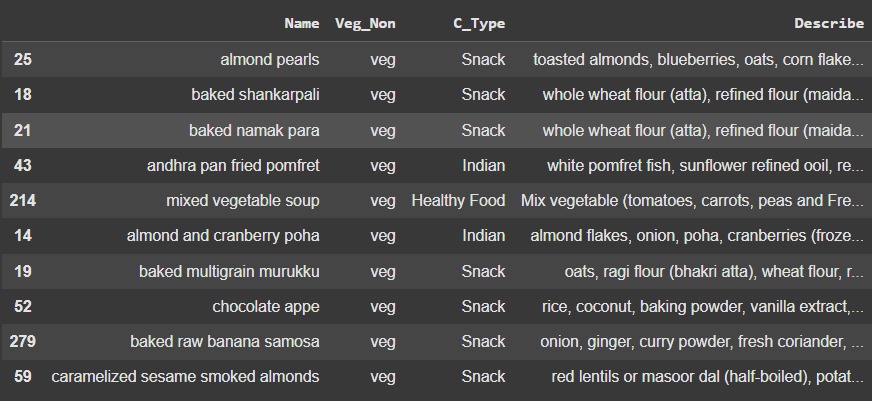 Name Veg_Non C_Type Describe
25 almond pearls veg Snack toasted almonds, blueberries, oats, corn flake...
18 baked shankarpali veg Snack whole wheat flour (atta), refined flour (maida...
21 baked namak para veg Snack whole wheat flour (atta), refined flour (maida...
43 andhra pan fried pomfret veg Indian white pomfret fish, sunflower refined ooil, re...
214 mixed vegetable soup veg Healthy Food Mix vegetable (tomatoes, carrots, peas and Fre...
14 almond and cranberry poha veg Indian almond flakes, onion, poha, cranberries (froze...
19 baked multigrain murukku veg Snack oats, ragi flour (bhakri atta), wheat flour, r...
52 chocolate appe veg Snack rice, coconut, baking powder, vanilla extract,...
279 baked raw banana samosa veg Snack onion, ginger, curry powder, fresh coriander, ...
59 caramelized sesame smoked almonds veg Snack red lentils or masoor dal (half-boiled), potat...